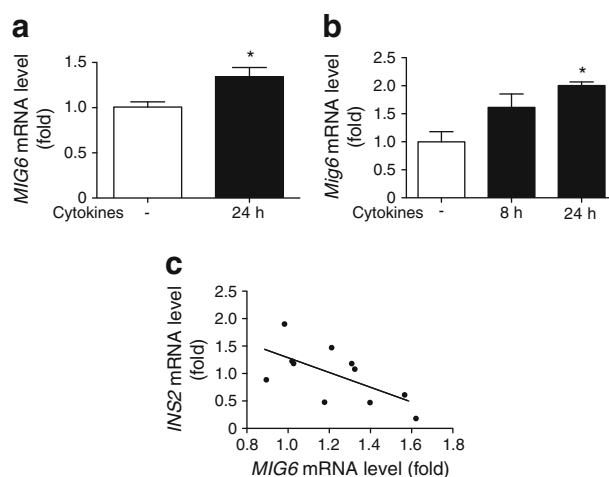 a
b
MIG6 mRNA level
(fold)
1.5
1.0
0.5
0
*
Cytokines - 24 h
Mig6 mRNA level
(fold)
2.5
2.0
1.5
1.0
0.5
0
*
Cytokines - 8 h 24 h
c
INS2 mRNA level
(fold)
2.5
2.0
1.5
1.0
0.5
0
0.8 1.0 1.2 1.4 1.6 1.8
MIG6 mRNA level (fold)